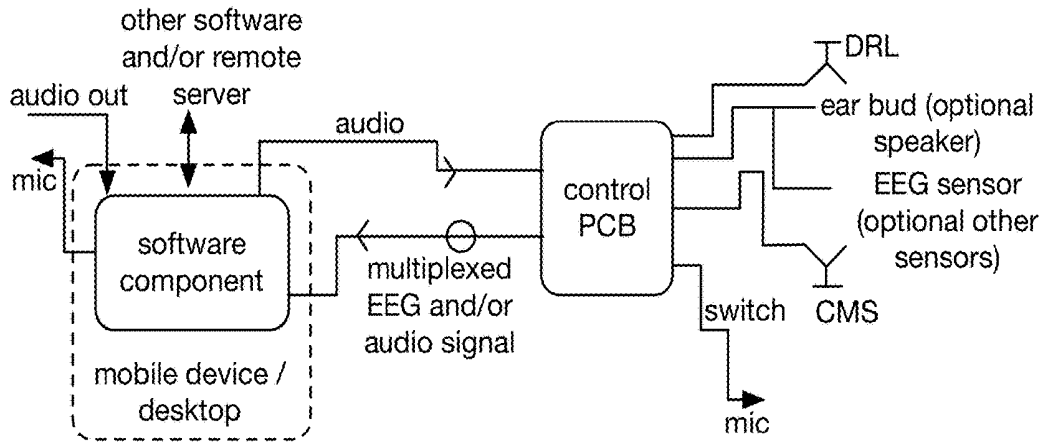 other software
and/or remote
server
audio out
mic
audio
software
component
mobile device /
desktop
multiplexed
EEG and/or
audio signal
control
PCB
DRL
ear bud (optional
speaker)
EEG sensor
(optional other
sensors)
CMS
switch
mic